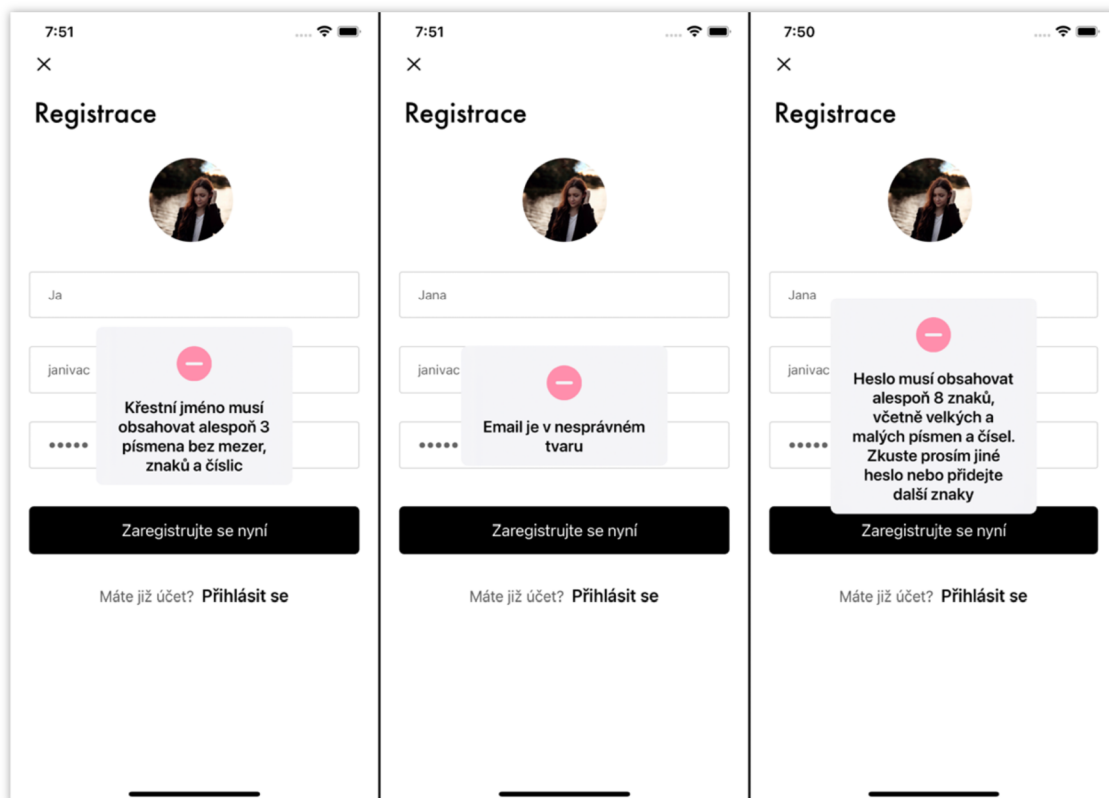 7:51
Registrace
Ja
janivac
Křestní jméno musí
obsahovat alespoň 3
písmena bez mezer,
znaků a číslic
Zaregistrujte se nyní
Máte již účet? Přihlásit se
7:51
Registrace
Jana
janivac
Email je v nesprávném
tvaru
Zaregistrujte se nyní
Máte již účet? Přihlásit se
7:50
Registrace
Jana
janivac
Heslo musí obsahovat
alespoň 8 znaků,
včetně velkých a
malých písmen a čísel.
Zkuste prosím jiné
heslo nebo přidejte
další znaky
Zaregistrujte se nyní
Máte již účet? Přihlásit se